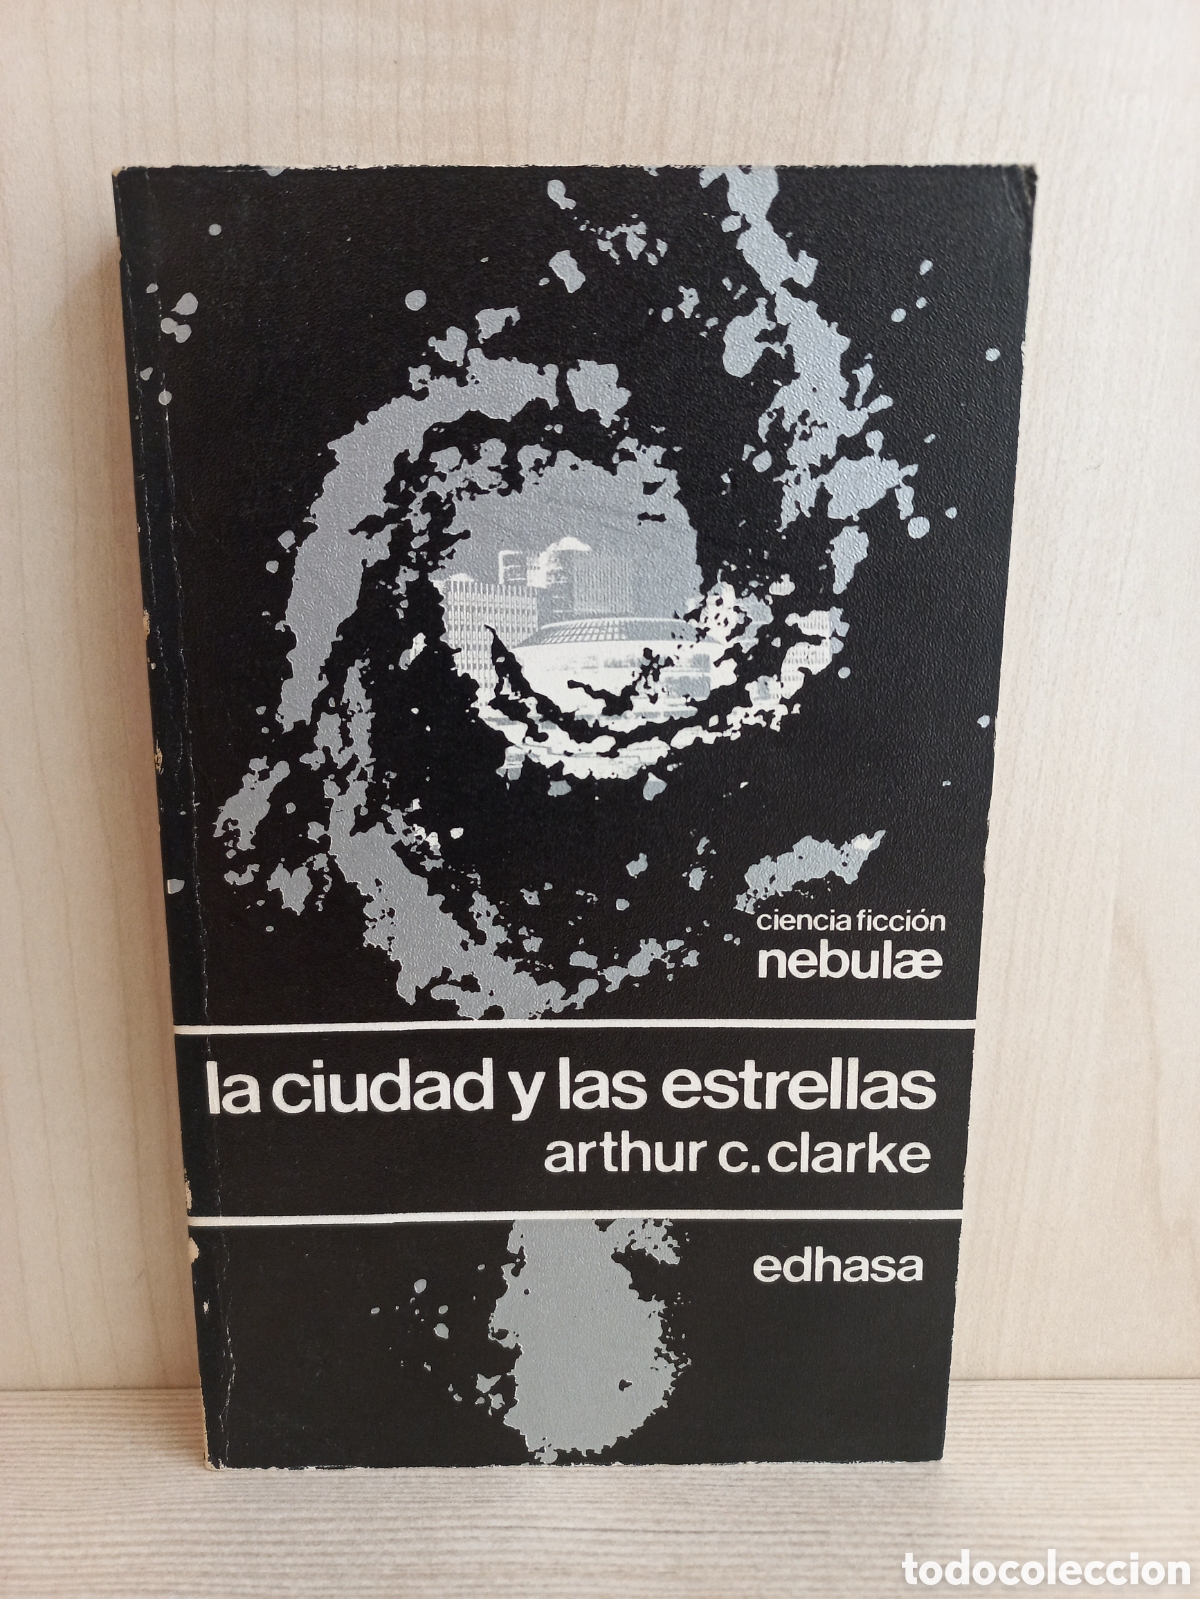 ciencia ficción
nebulæ
la ciudad y las estrellas
arthur c. clarke
edhasa
todocoleccion